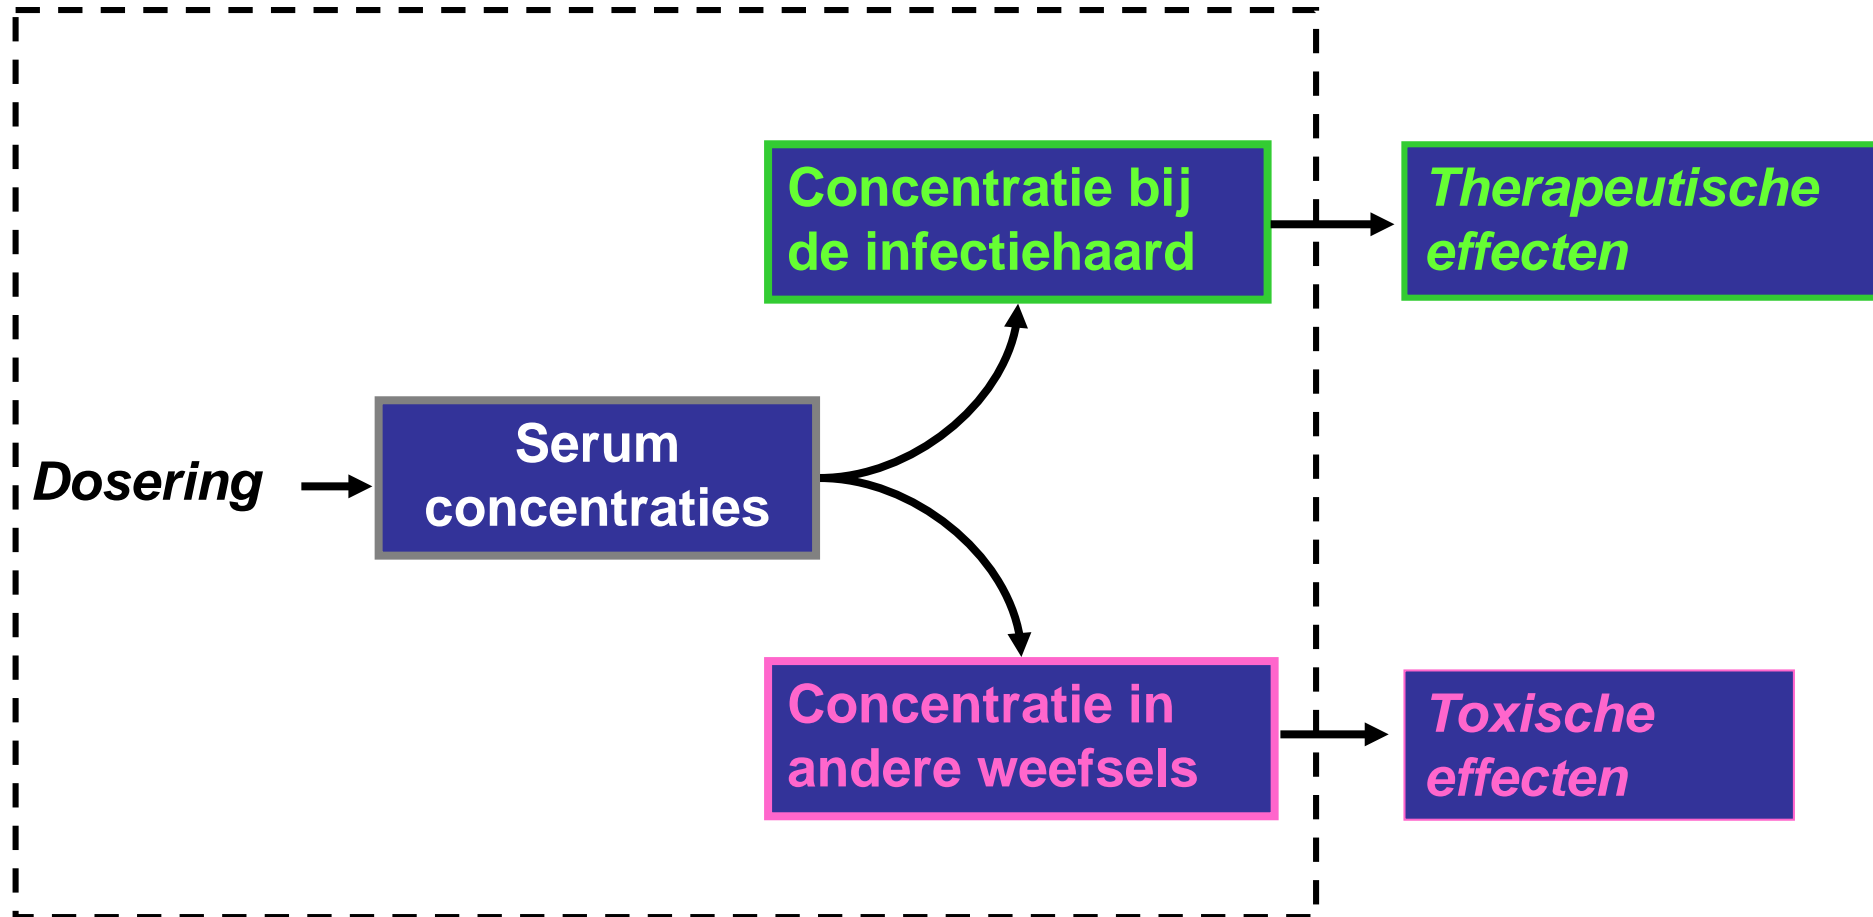 Concentratie bij
de infectiehaard
Therapeutische
effecten
Dosering
Serum
concentraties
Concentratie in
andere weefsels
Toxische
effecten